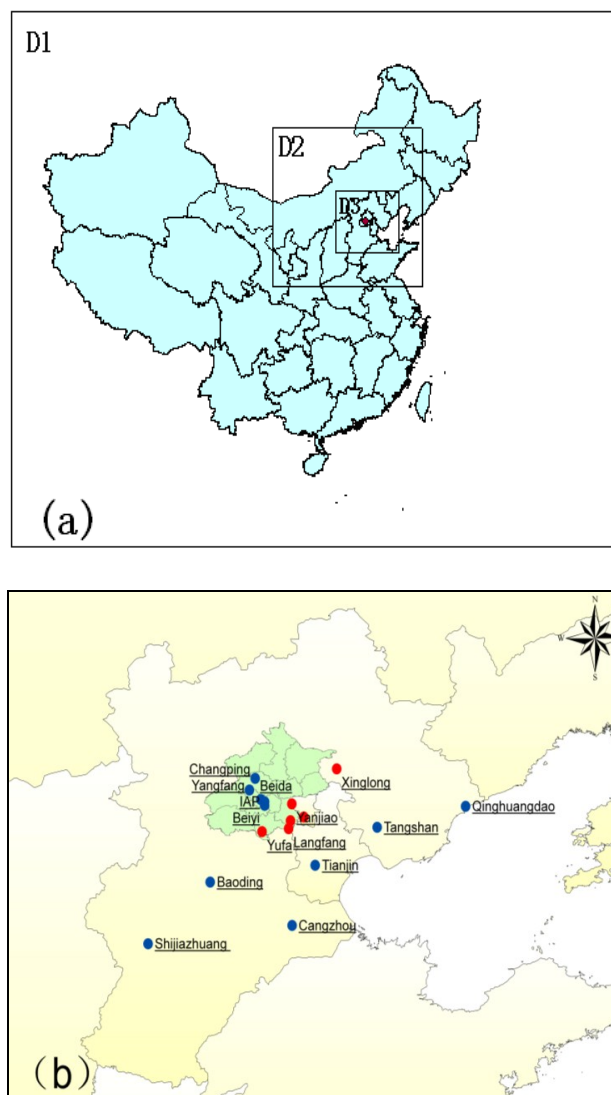 D1
D2
D3
(a)
N
W
E
S
Changping
Yangfang
Beida
Xinglong
IAP
Qinghuangdao
Beiyi
Yanjiao
Tangshan
Yufa
Langfang
Tianjin
Baoding
Cangzhou
Shijiazhuang
(b)